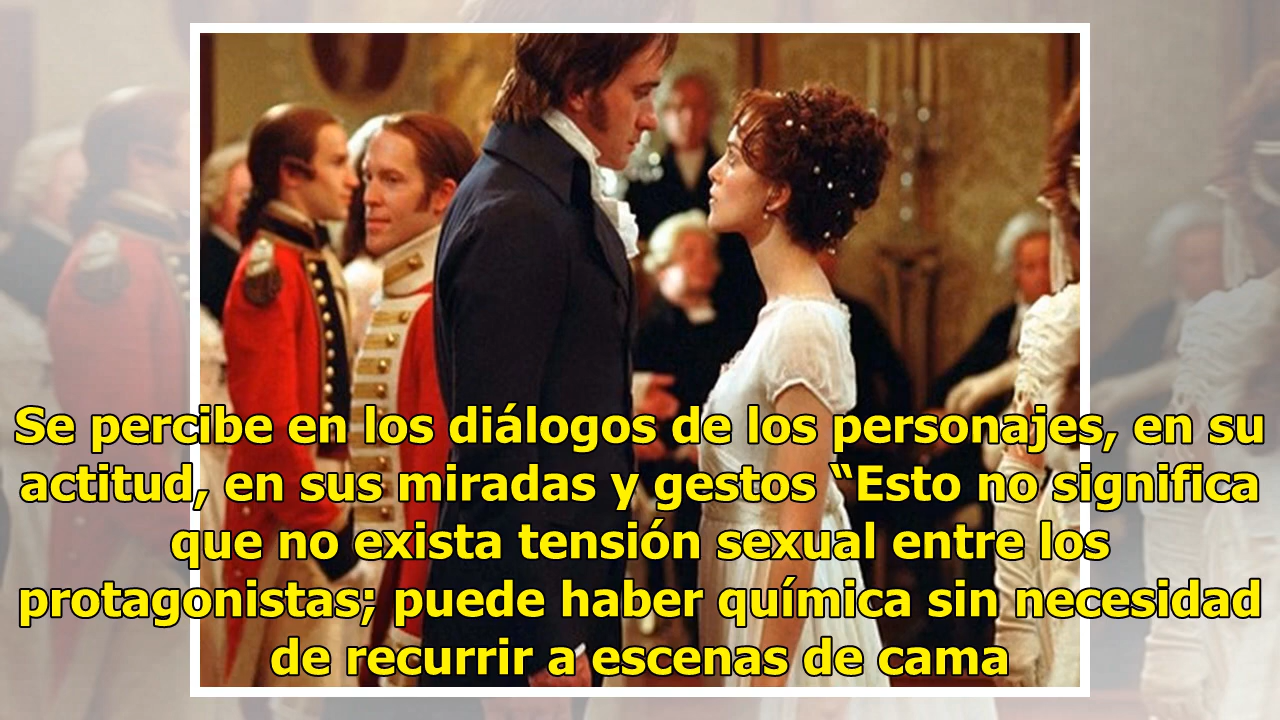 Se percibe en los diálogos de los personajes, en su
actitud, en sus miradas y gestos “Esto no significa
que no exista tensión sexual entre los
protagonistas; puede haber química sin necesidad
de recurrir a escenas de cama